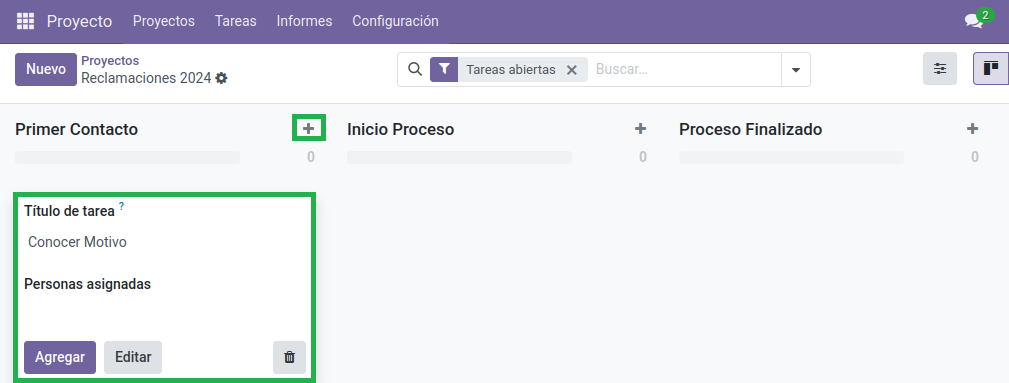 Proyecto Proyectos Tareas Informes Configuración 2
Nuevo Proyectos
Reclamaciones 2024
Tareas abiertas × Buscar...
Primer Contacto + Inicio Proceso + Proceso Finalizado +
0 0 0
Título de tarea ?
Conocer Motivo
Personas asignadas
Agregar Editar